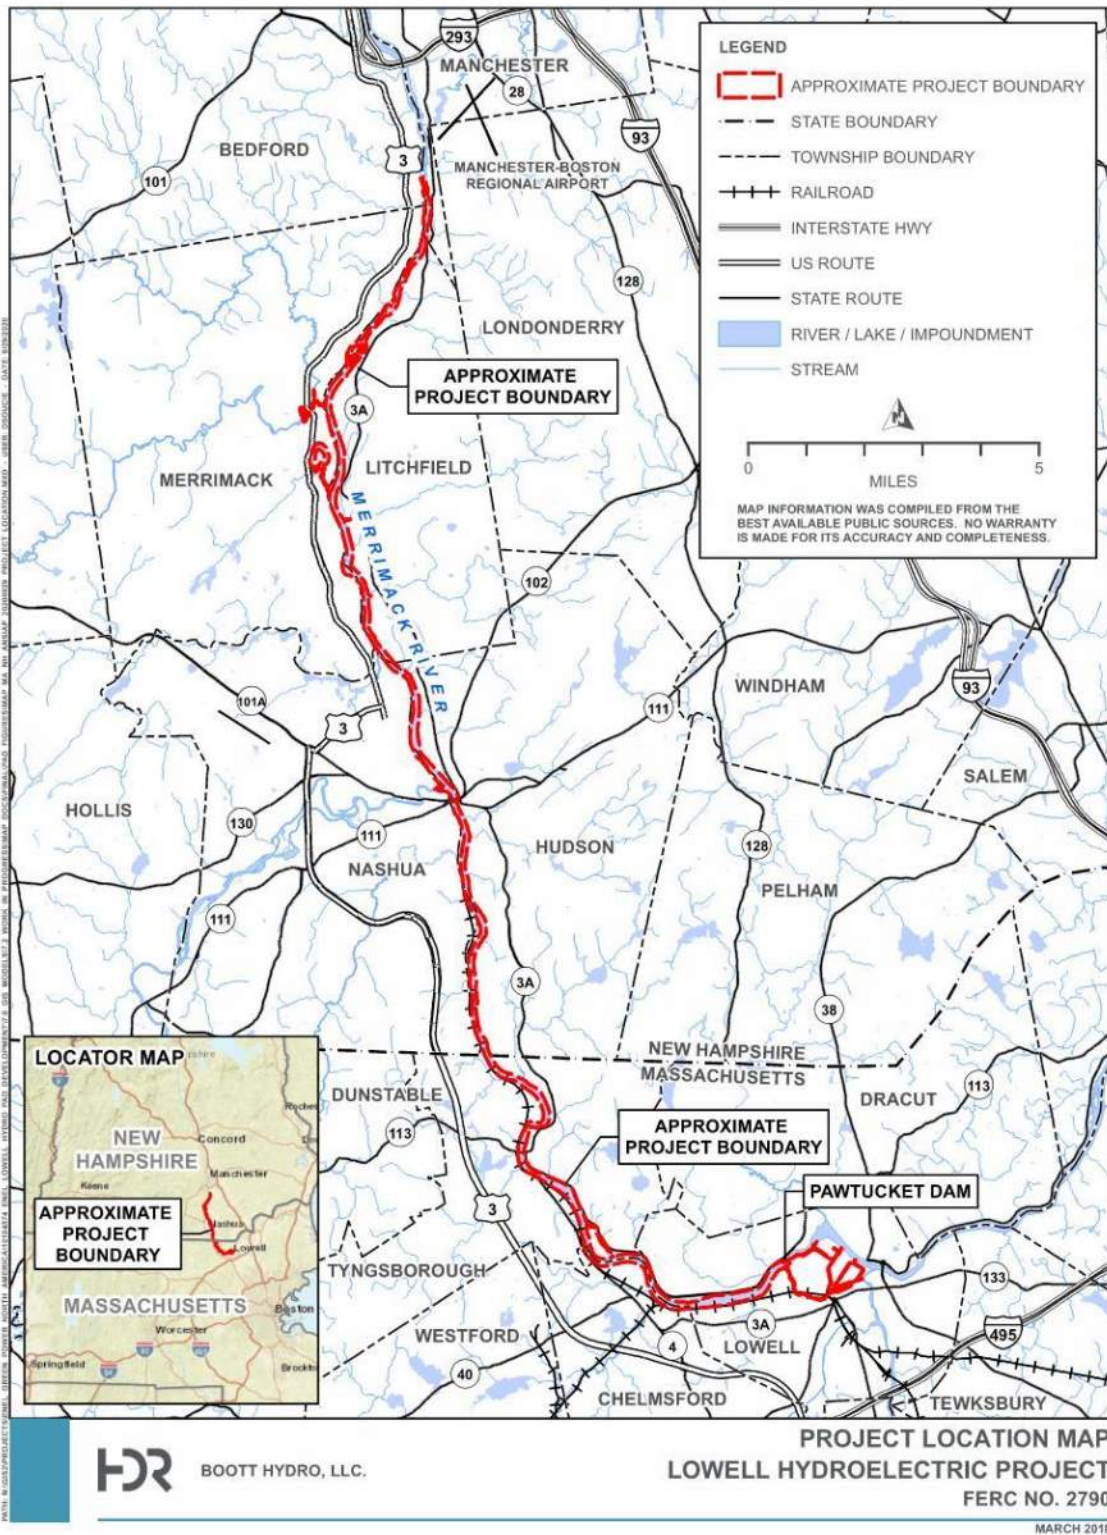 293
MANCHESTER
28
93
BEDFORD
3
101
MANCHESTER-BOSTON
REGIONAL AIRPORT
128
LONDONDERRY
APPROXIMATE
PROJECT BOUNDARY
3A
MERRIMACK
LITCHFIELD
MERRIMACK RIVER
102
101A
3
111
WINDHAM
93
SALEM
HOLLIS
130
111
NASHUA
HUDSON
128
PELHAM
111
3A
38
NEW HAMPSHIRE
MASSACHUSETTS
DUNSTABLE
113
DRACUT
113
APPROXIMATE
PROJECT BOUNDARY
PAWTUCKET DAM
3
TYNGSBOROUGH
133
WESTFORD
3A
4
LOWELL
495
40
CHELMSFORD
TEWKSBURY
LEGEND
APPROXIMATE PROJECT BOUNDARY
STATE BOUNDARY
TOWNSHIP BOUNDARY
RAILROAD
INTERSTATE HWY
US ROUTE
STATE ROUTE
RIVER / LAKE / IMPOUNDMENT
STREAM
N
0 5
MILES
MAP INFORMATION WAS COMPILED FROM THE
BEST AVAILABLE PUBLIC SOURCES. NO WARRANTY
IS MADE FOR ITS ACCURACY AND COMPLETENESS.
LOCATOR MAP
NEW
HAMPSHIRE
Concord
Manchester
Keene
APPROXIMATE
PROJECT
BOUNDARY
Nashua
Lowell
MASSACHUSETTS
Boston
Worcester
Springfield
Brockto
HDR
BOOTT HYDRO, LLC.
PROJECT LOCATION MAP
LOWELL HYDROELECTRIC PROJECT
FERC NO. 2790
MARCH 201